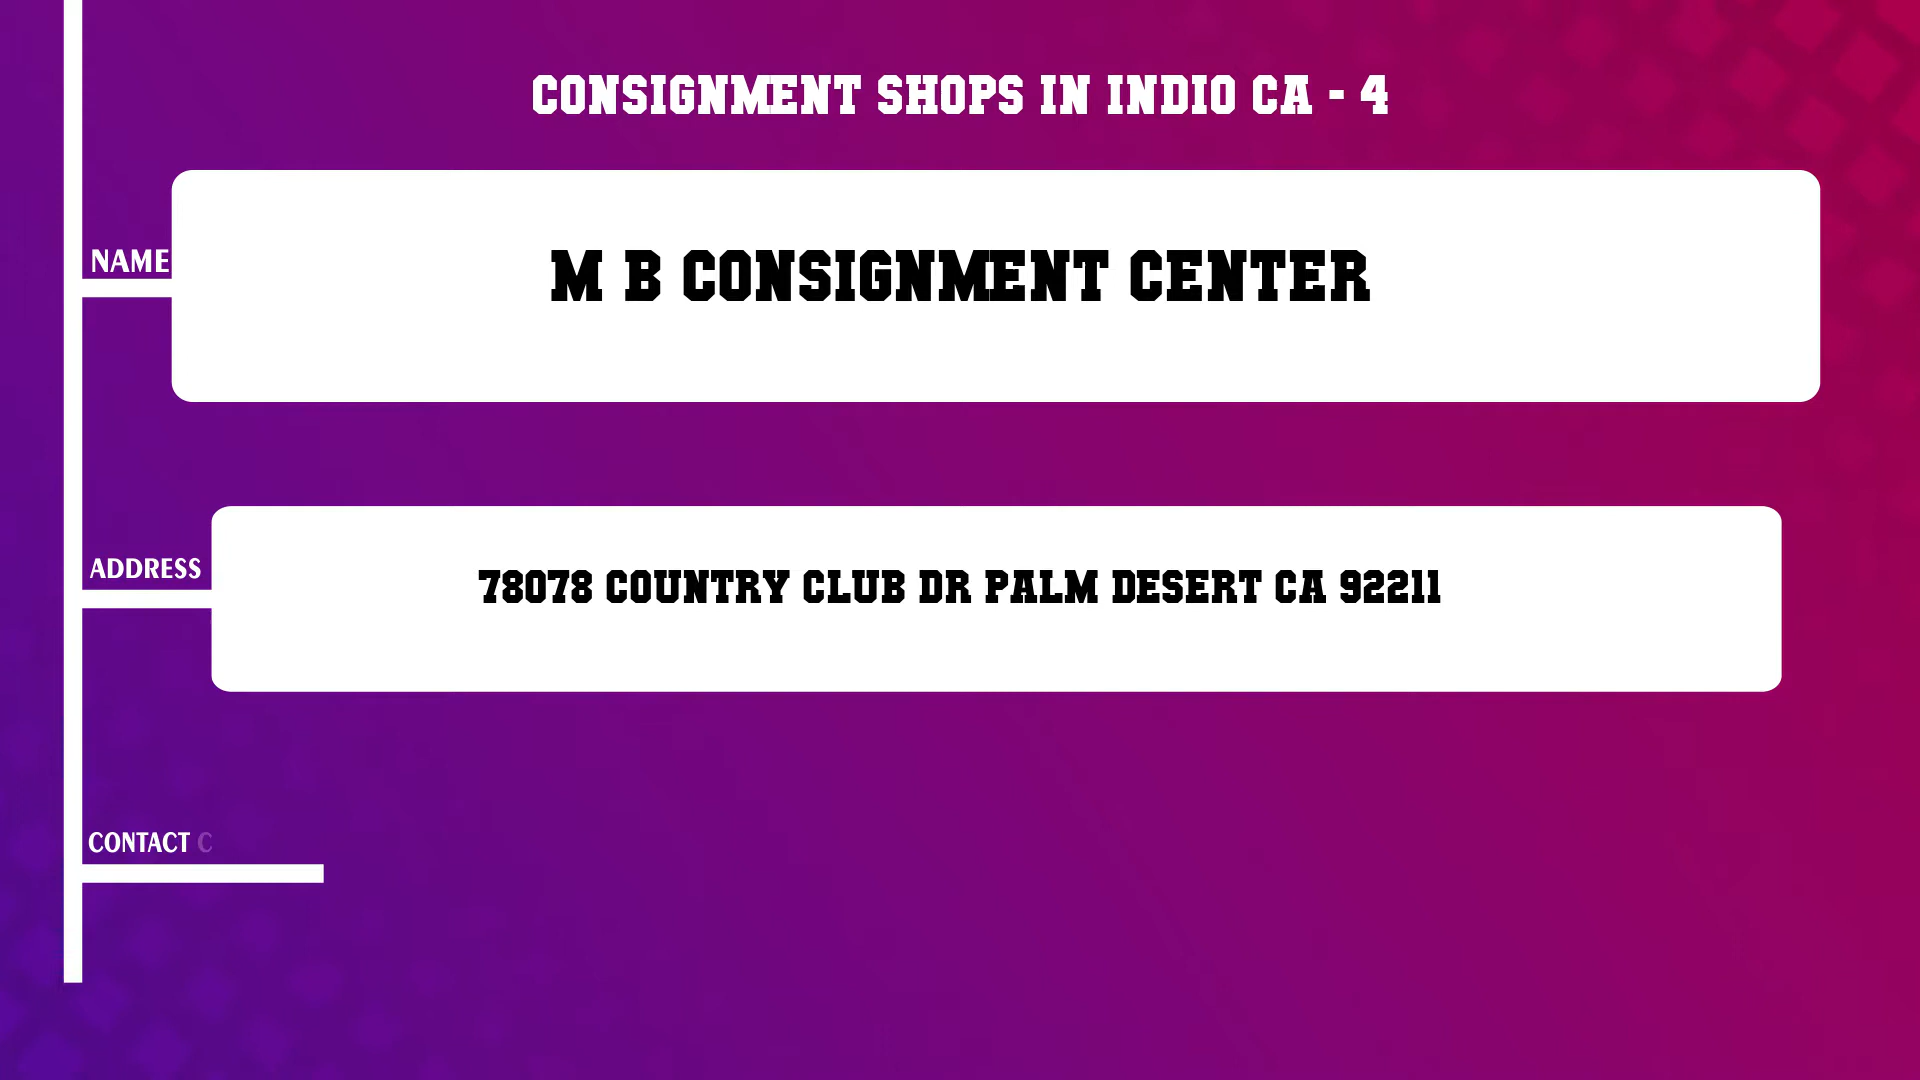 CONSIGNMENT SHOPS IN INDIO CA - 4
NAME
M B CONSIGNMENT CENTER
ADDRESS
78078 COUNTRY CLUB DR PALM DESERT CA 92211
CONTACT C